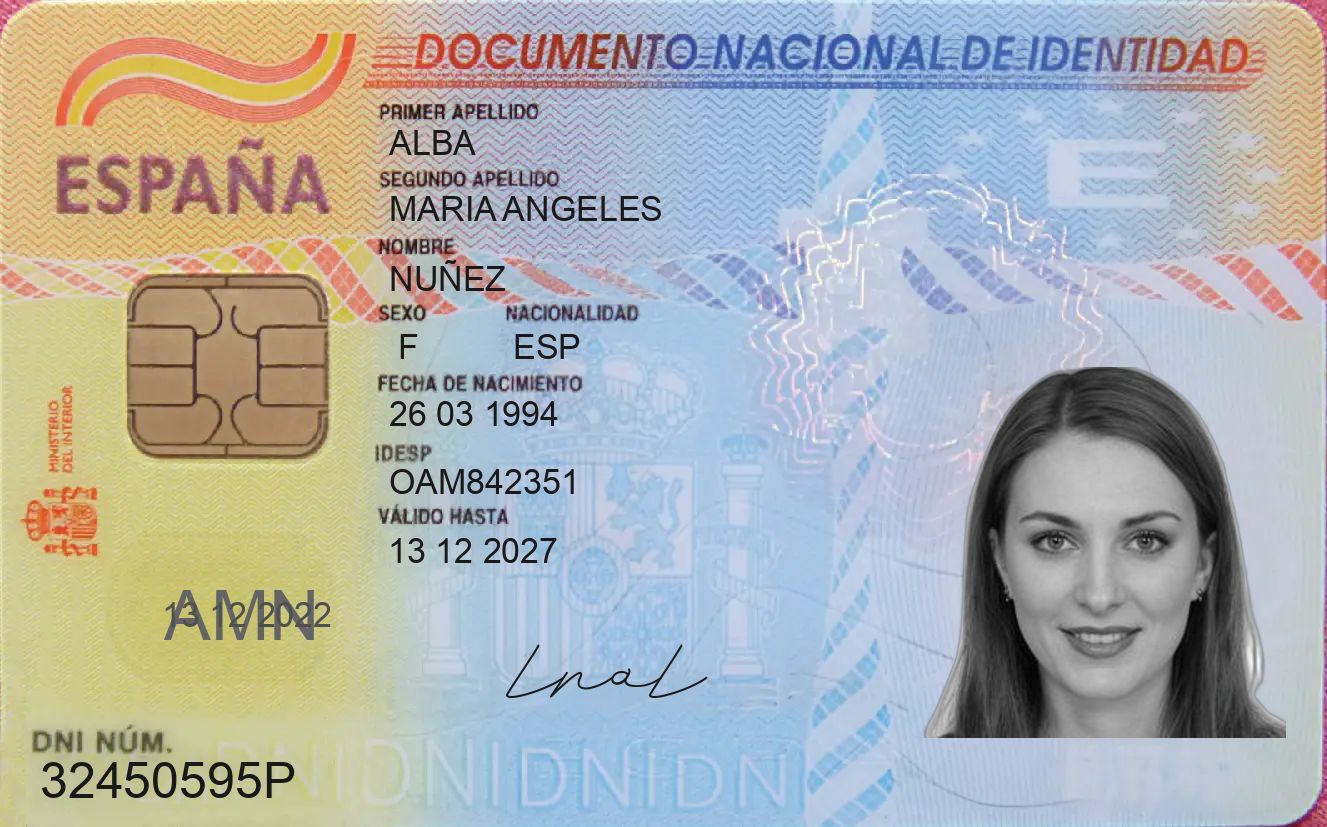 DOCUMENTO NACIONAL DE IDENTIDAD
ESPAÑA
PRIMER APELLIDO
ALBA
SEGUNDO APELLIDO
MARIA ANGELES
NOMBRE
NUÑEZ
SEXO NACIONALIDAD
F ESP
FECHA DE NACIMIENTO
26 03 1994
IDESP
OAM842351
VÁLIDO HASTA
13 12 2027
MINISTERIO
DEL INTERIOR
E
AMN
13 12 2022
DNI NÚM.
32450595P
DNIDNIDNIDNI